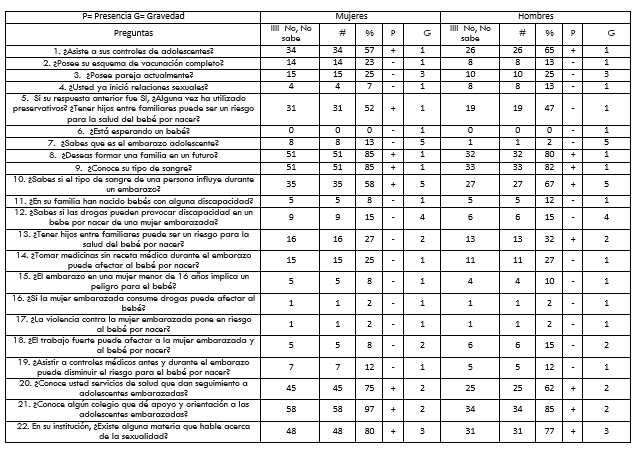 P= Presencia G= Gravedad Mujeres Hombres
Preguntas IIII No, No sabe # % P G IIII No, No sabe # % P G
1. ¿Asiste a sus controles de adolescentes? 34 34 57 + 1 26 26 65 + 1
2. ¿Posee su esquema de vacunación completo? 14 14 23 - 1 8 8 13 - 1
3. ¿Posee pareja actualmente? 15 15 25 - 3 10 10 25 - 3
4. ¿Usted ya inició relaciones sexuales? 4 4 7 - 1 8 8 13 - 1
5. Si su respuesta anterior fue SI, ¿Alguna vez ha utilizado
preservativos? ¿Tener hijos entre familiares puede ser un riesgo
para la salud del bebé por nacer? 31 31 52 + 1 19 19 47 - 1
6. ¿Está esperando un bebé? 0 0 0 - 1 0 0 0 - 1
7. ¿Sabes que es el embarazo adolescente? 8 8 13 - 5 1 1 2 - 5
8. ¿Deseas formar una familia en un futuro? 51 51 85 + 1 32 32 80 + 1
9. ¿Conoce su tipo de sangre? 51 51 85 + 1 33 33 82 + 1
10. ¿Sabes si el tipo de sangre de una persona influye durante
un embarazo? 35 35 58 + 5 27 27 67 + 5
11. ¿En su familia han nacido bebés con alguna discapacidad? 5 5 8 - 1 5 5 12 - 1
12. ¿Sabes si las drogas pueden provocar discapacidad en un
bebe por nacer de una mujer embarazada? 9 9 15 - 4 6 6 15 - 4
13. ¿Tener hijos entre familiares puede ser un riesgo para la
salud del bebé por nacer? 16 16 27 - 2 13 13 32 + 2
14. ¿Tomar medicinas sin receta médica durante el embarazo
puede afectar al bebé por nacer? 15 15 25 - 1 11 11 27 - 1
15. ¿El embarazo en una mujer menor de 16 años implica un
peligro para el bebé? 5 5 8 - 1 4 4 10 - 1
16. ¿Si la mujer embarazada consume drogas puede afectar al
bebé? 1 1 2 - 1 1 1 2 - 1
17. ¿La violencia contra la mujer embarazada pone en riesgo
al bebé por nacer? 1 1 2 - 1 1 1 2 - 1
18. ¿El trabajo fuerte puede afectar a la mujer embarazada y
al bebé por nacer? 5 5 8 - 2 6 6 15 - 2
19. ¿Asistir a controles médicos antes y durante el embarazo
puede disminuir el riesgo para el bebé por nacer? 7 7 12 - 1 5 5 12 - 1
20. ¿Conoce usted servicios de salud que dan seguimiento a
adolescentes embarazadas? 45 45 75 + 2 25 25 62 + 2
21. ¿Conoce algún colegio que dé apoyo y orientación a las
adolescentes embarazadas? 58 58 97 + 2 34 34 85 + 2
22. En su institución, ¿Existe alguna materia que hable acerca
de la sexualidad? 48 48 80 + 3 31 31 77 + 3